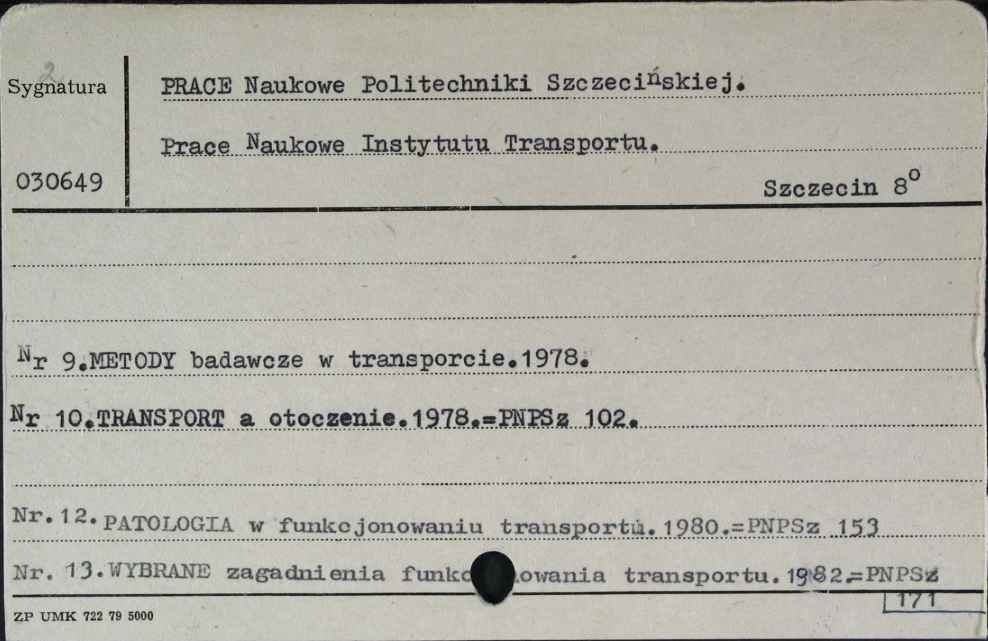 2
Sygnatura
PRACE Naukowe Politechniki Szczecińskiej.
Prace Naukowe Instytutu Transportu.
030649
Szczecin 8°
Nr 9.METODY badawcze w transporcie.1978.
Nr 10.TRANSPORT a otoczenie.1978.=PNPSz 102.
Nr.12.PATOLOGIA w funkcjonowaniu transportu.1980.=PNPSz 153
Nr. 13.WYBRANE zagadnienia transportu.1982.=PNPSz
171
ZP UMK 722 79 5000